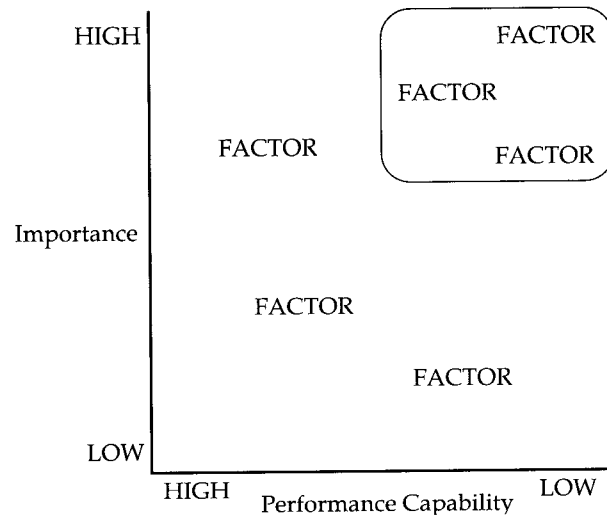 HIGH
FACTOR
FACTOR
FACTOR
FACTOR
Importance
FACTOR
FACTOR
LOW
HIGH
Performance Capability
LOW